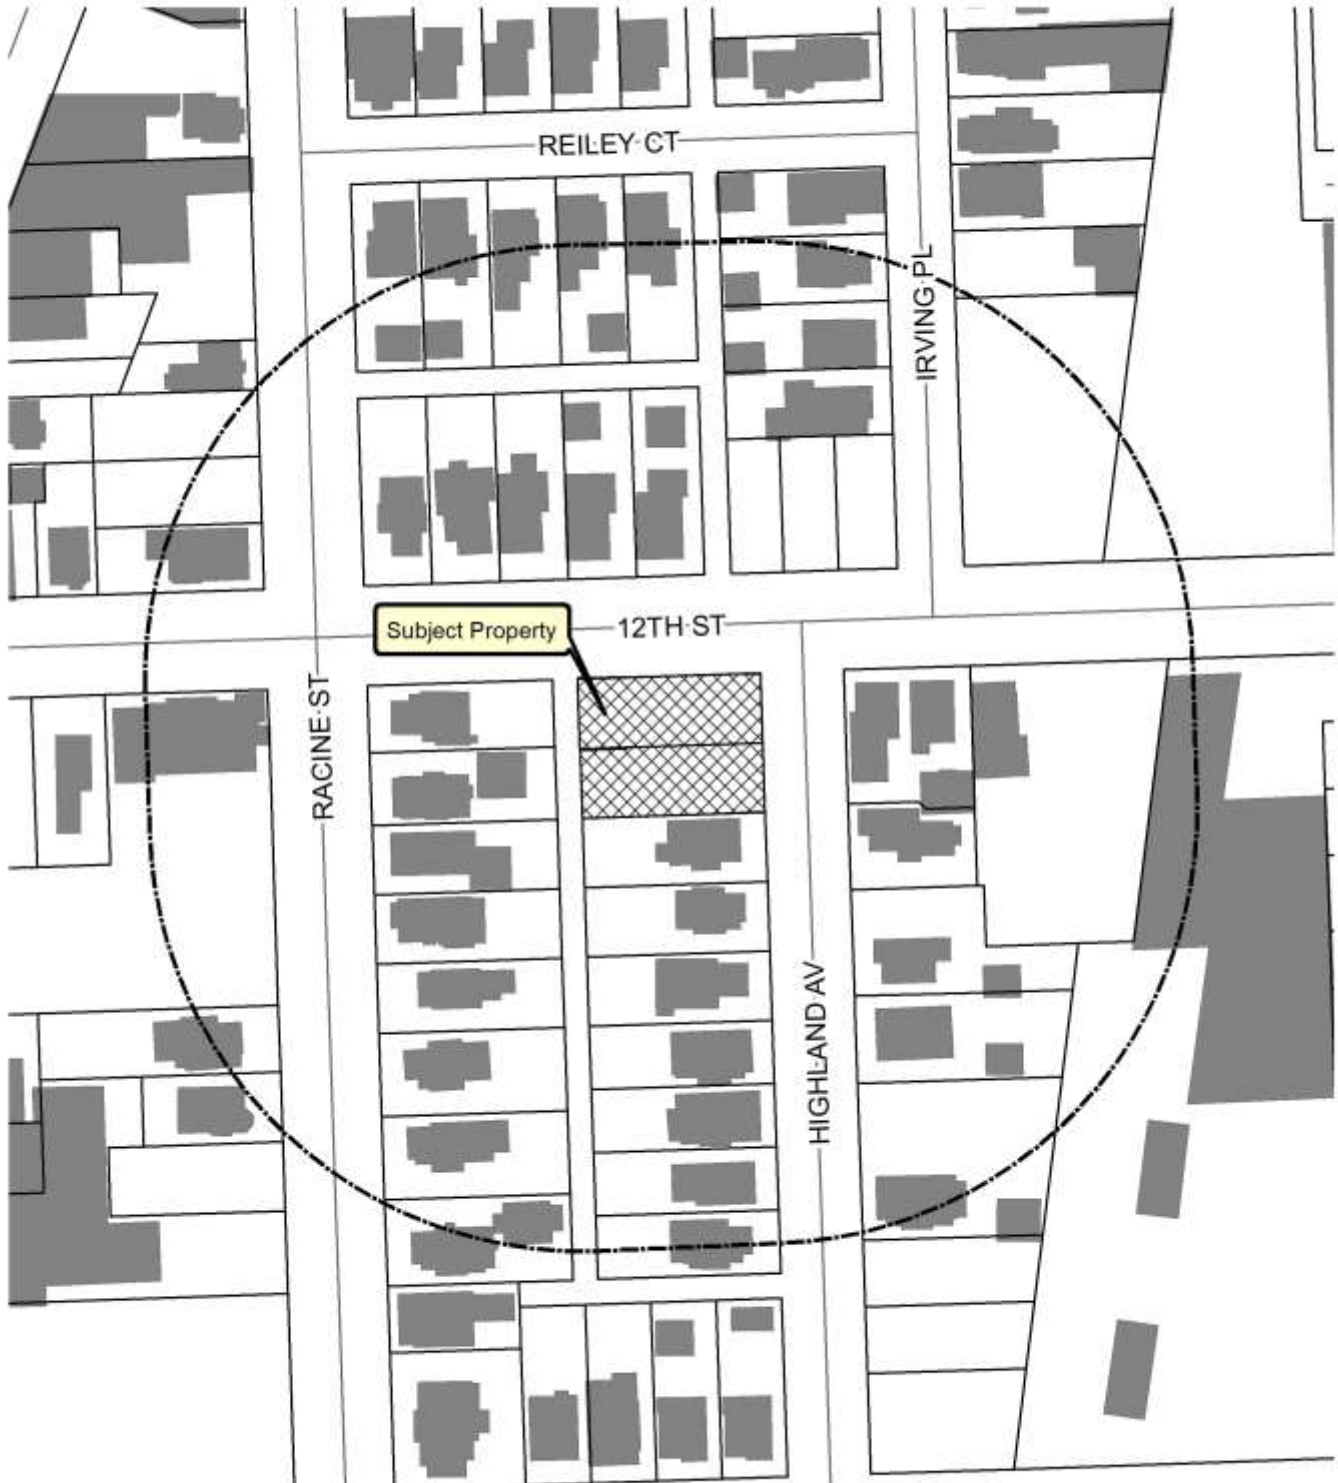 REILEY CT
IRVING PL
Subject Property
12TH ST
RACINE ST
HIGHLAND AV